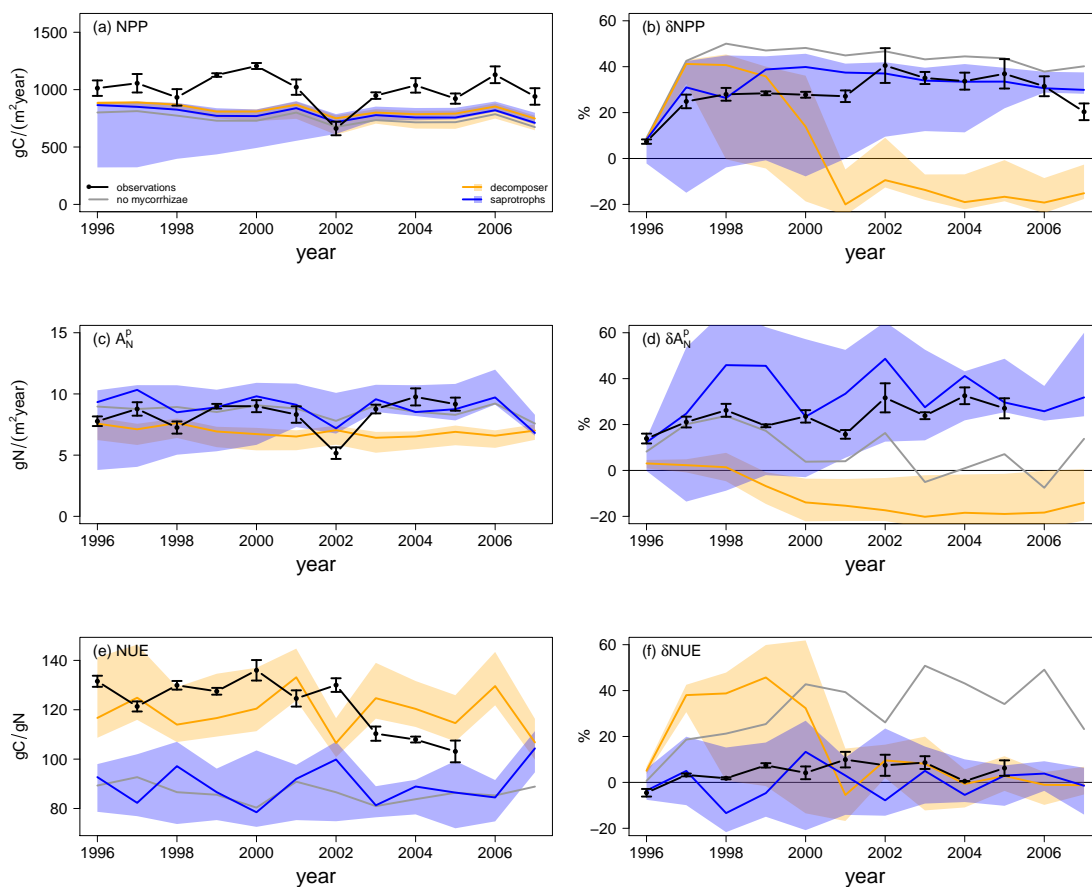 (a) NPP
gC/(m²year)
0
500
1000
1500
observations
no mycorrhizae
decomposer
saprotrophs
1996 1998 2000 2002 2004 2006
year
(b) δNPP
%
−20
0
20
40
60
1996 1998 2000 2002 2004 2006
year
(c) A_N^P
gN/(m²year)
0
5
10
15
1996 1998 2000 2002 2004 2006
year
(d) δA_N^P
%
−20
0
20
40
60
1996 1998 2000 2002 2004 2006
year
(e) NUE
gC/gN
80
100
120
140
1996 1998 2000 2002 2004 2006
year
(f) δNUE
%
−20
0
20
40
60
1996 1998 2000 2002 2004 2006
year